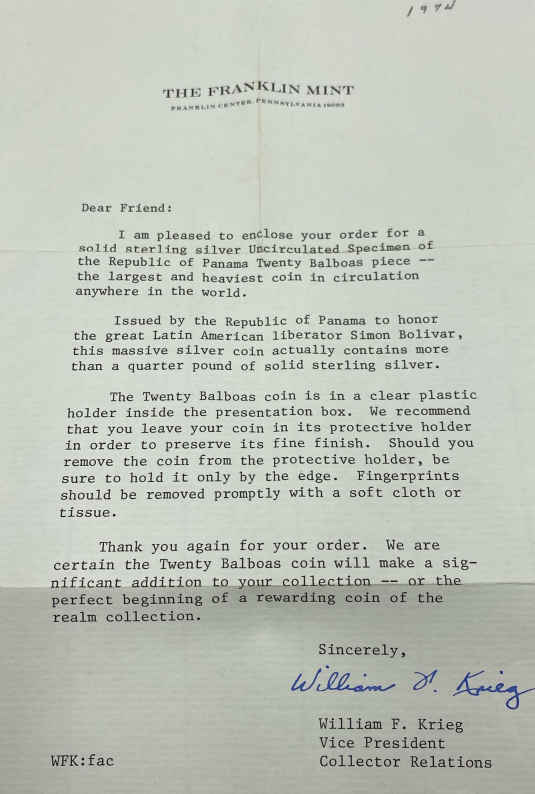 1974
THE FRANKLIN MINT
FRANKLIN CENTER, PENNSYLVANIA 19063
Dear Friend:
I am pleased to enclose your order for a
solid sterling silver Uncirculated Specimen of
the Republic of Panama Twenty Balboas piece --
the largest and heaviest coin in circulation
anywhere in the world.
Issued by the Republic of Panama to honor
the great Latin American liberator Simon Bolivar,
this massive silver coin actually contains more
than a quarter pound of solid sterling silver.
The Twenty Balboas coin is in a clear plastic
holder inside the presentation box. We recommend
that you leave your coin in its protective holder
in order to preserve its fine finish. Should you
remove the coin from the protective holder, be
sure to hold it only by the edge. Fingerprints
should be removed promptly with a soft cloth or
tissue.
Thank you again for your order. We are
certain the Twenty Balboas coin will make a sig-
nificant addition to your collection -- or the
perfect beginning of a rewarding coin of the
realm collection.
Sincerely,
William F. Krieg
William F. Krieg
Vice President
WFK:fac Collector Relations